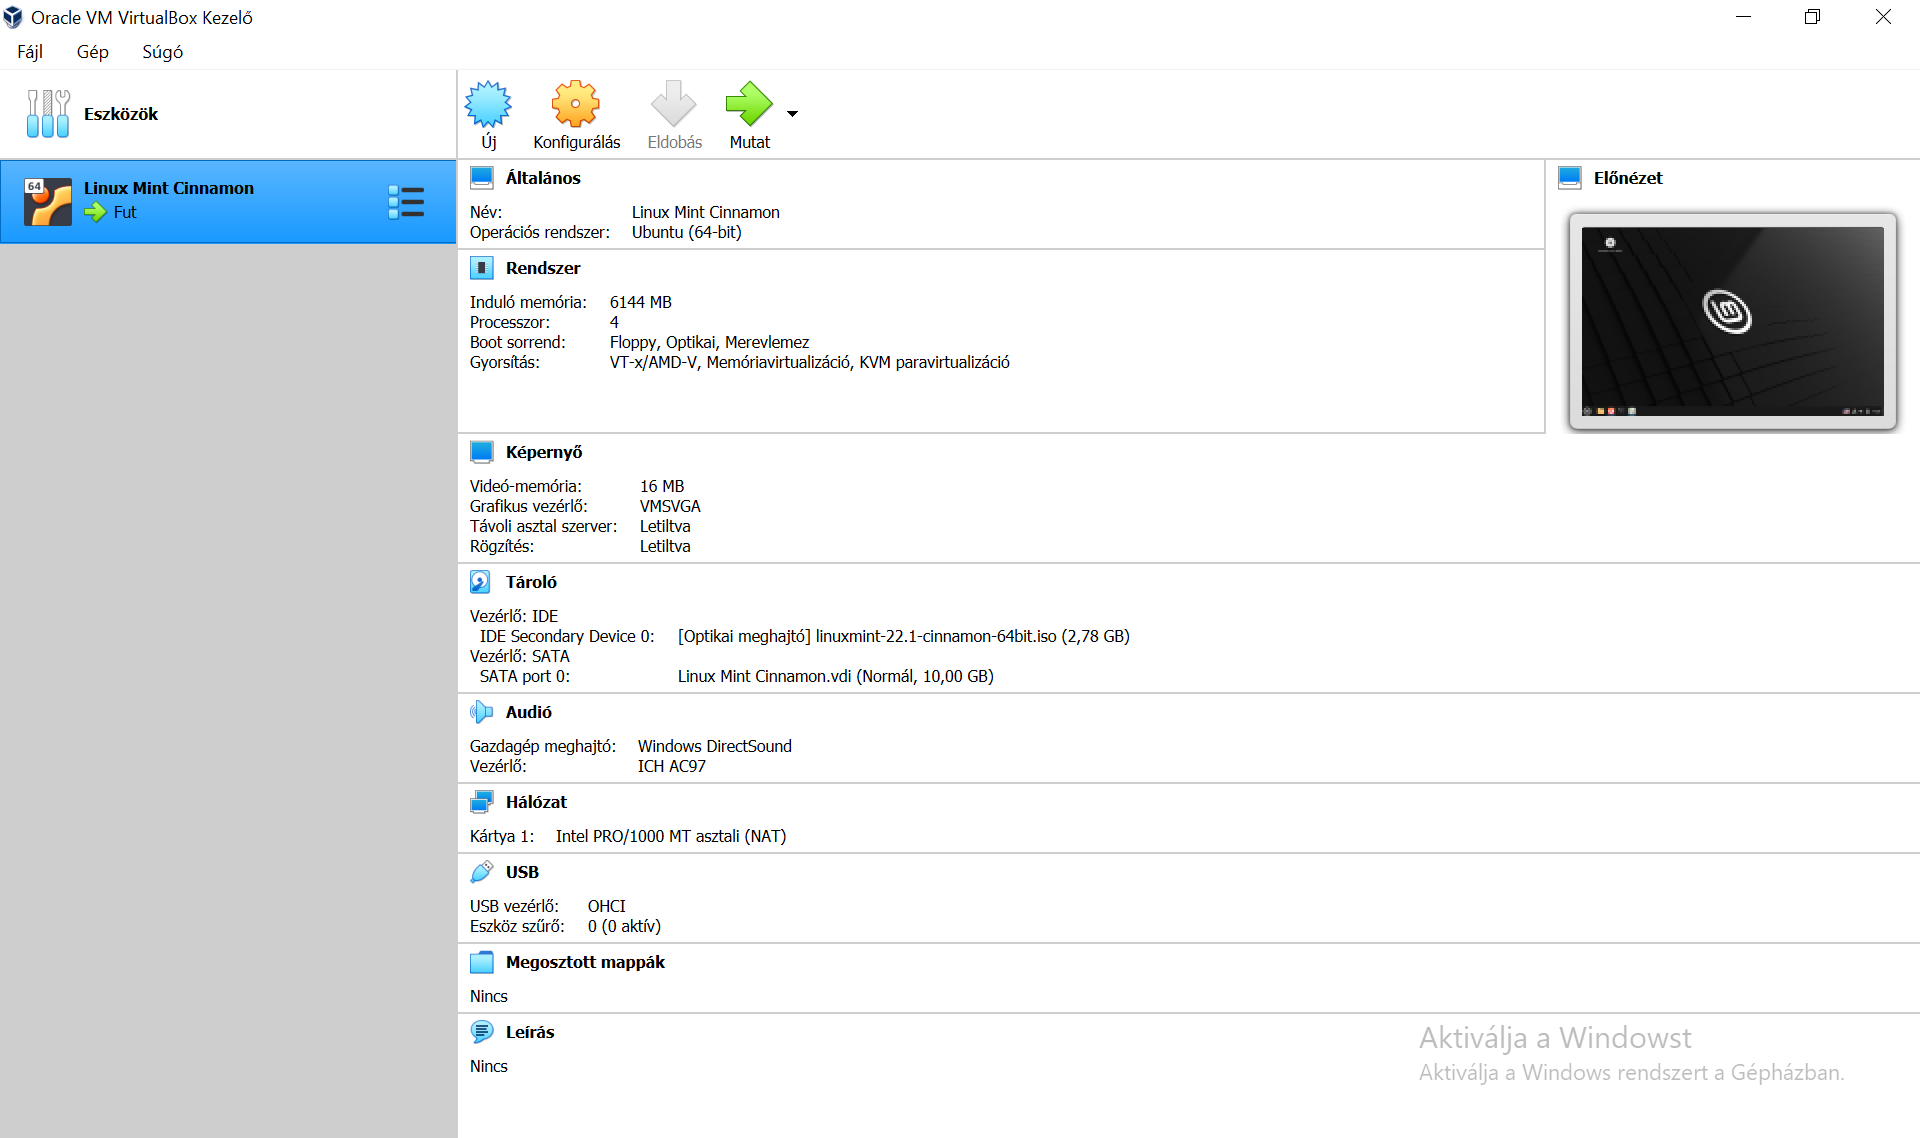 Oracle VM VirtualBox Kezelő
Fájl Gép Súgó
Eszközök
Új Konfigurálás Eldobás Mutat
64
Linux Mint Cinnamon
Fut
Általános
Név: Linux Mint Cinnamon
Operációs rendszer: Ubuntu (64-bit)
Előnézet
Rendszer
Induló memória: 6144 MB
Processzor: 4
Boot sorrend: Floppy, Optikai, Merevlemez
Gyorsítás: VT-x/AMD-V, Memóriavirtualizáció, KVM paravirtualizáció
Képernyő
Videó-memória: 16 MB
Grafikus vezérlő: VMSVGA
Távoli asztal szerver: Letiltva
Rögzítés: Letiltva
Tároló
Vezérlő: IDE
IDE Secondary Device 0: [Optikai meghajtó] linuxmint-22.1-cinnamon-64bit.iso (2,78 GB)
Vezérlő: SATA
SATA port 0: Linux Mint Cinnamon.vdi (Normál, 10,00 GB)
Audió
Gazdagép meghajtó: Windows DirectSound
Vezérlő: ICH AC97
Hálózat
Kártya 1: Intel PRO/1000 MT asztali (NAT)
USB
USB vezérlő: OHCI
Eszköz szűrő: 0 (0 aktív)
Megosztott mappák
Nincs
Leírás
Nincs
Aktiválja a Windowst
Aktiválja a Windows rendszert a Gépházban.